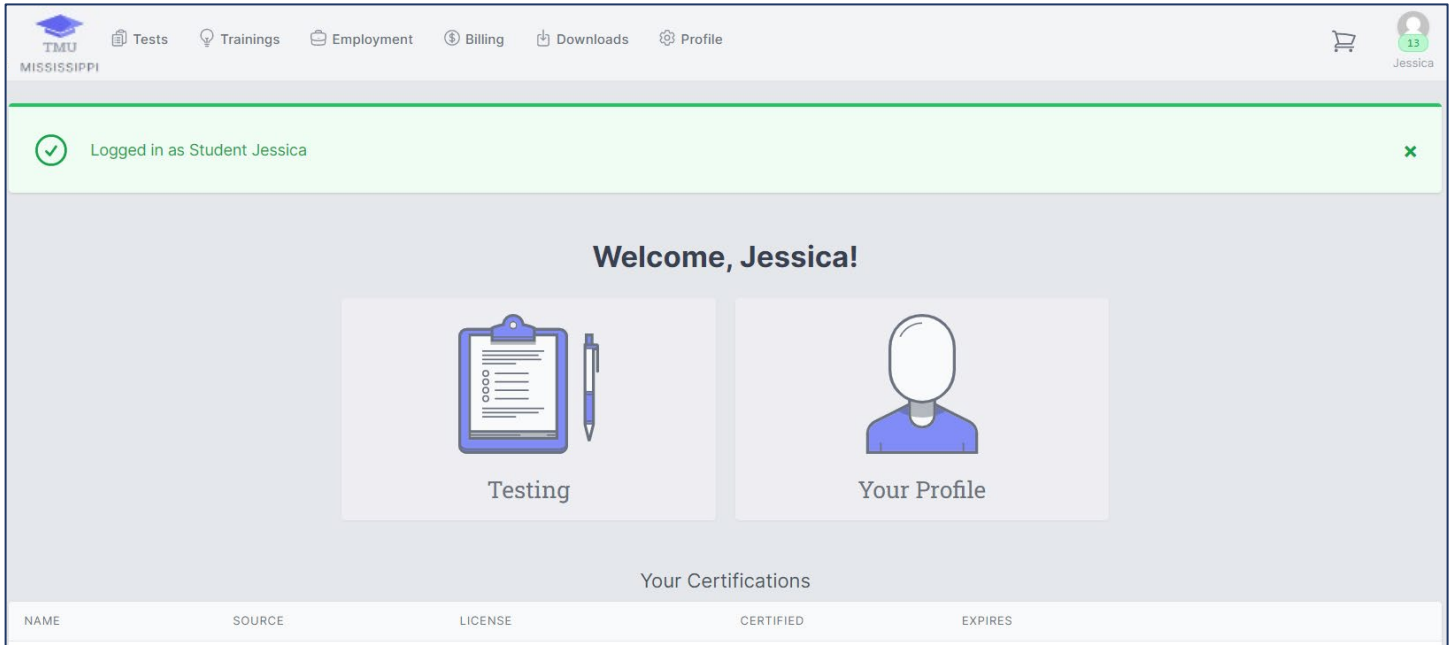 TMU
MISSISSIPPI
Tests Trainings Employment Billing Downloads Profile
13
Jessica
Logged in as Student Jessica
Welcome, Jessica!
Testing
Your Profile
Your Certifications
NAME SOURCE LICENSE CERTIFIED EXPIRES